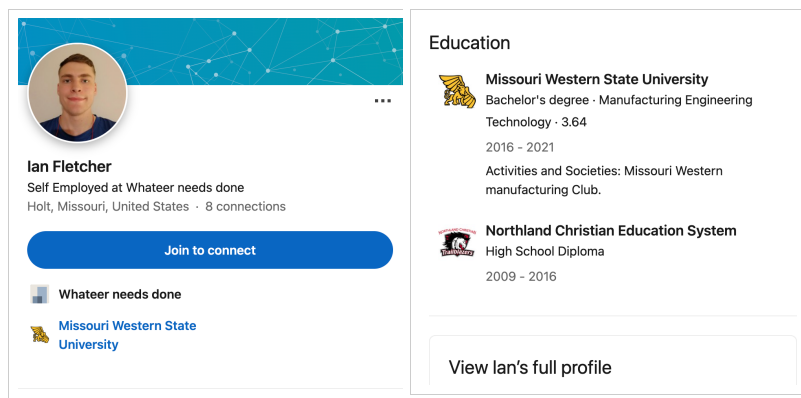 Ian Fletcher
Self Employed at Whateer needs done
Holt, Missouri, United States · 8 connections
Join to connect
Whateer needs done
Missouri Western State
University
Education
Missouri Western State University
Bachelor's degree · Manufacturing Engineering
Technology · 3.64
2016 - 2021
Activities and Societies: Missouri Western
manufacturing Club.
NORTHLAND CHRISTIAN
TRAILBLAZERS
Northland Christian Education System
High School Diploma
2009 - 2016
View Ian's full profile